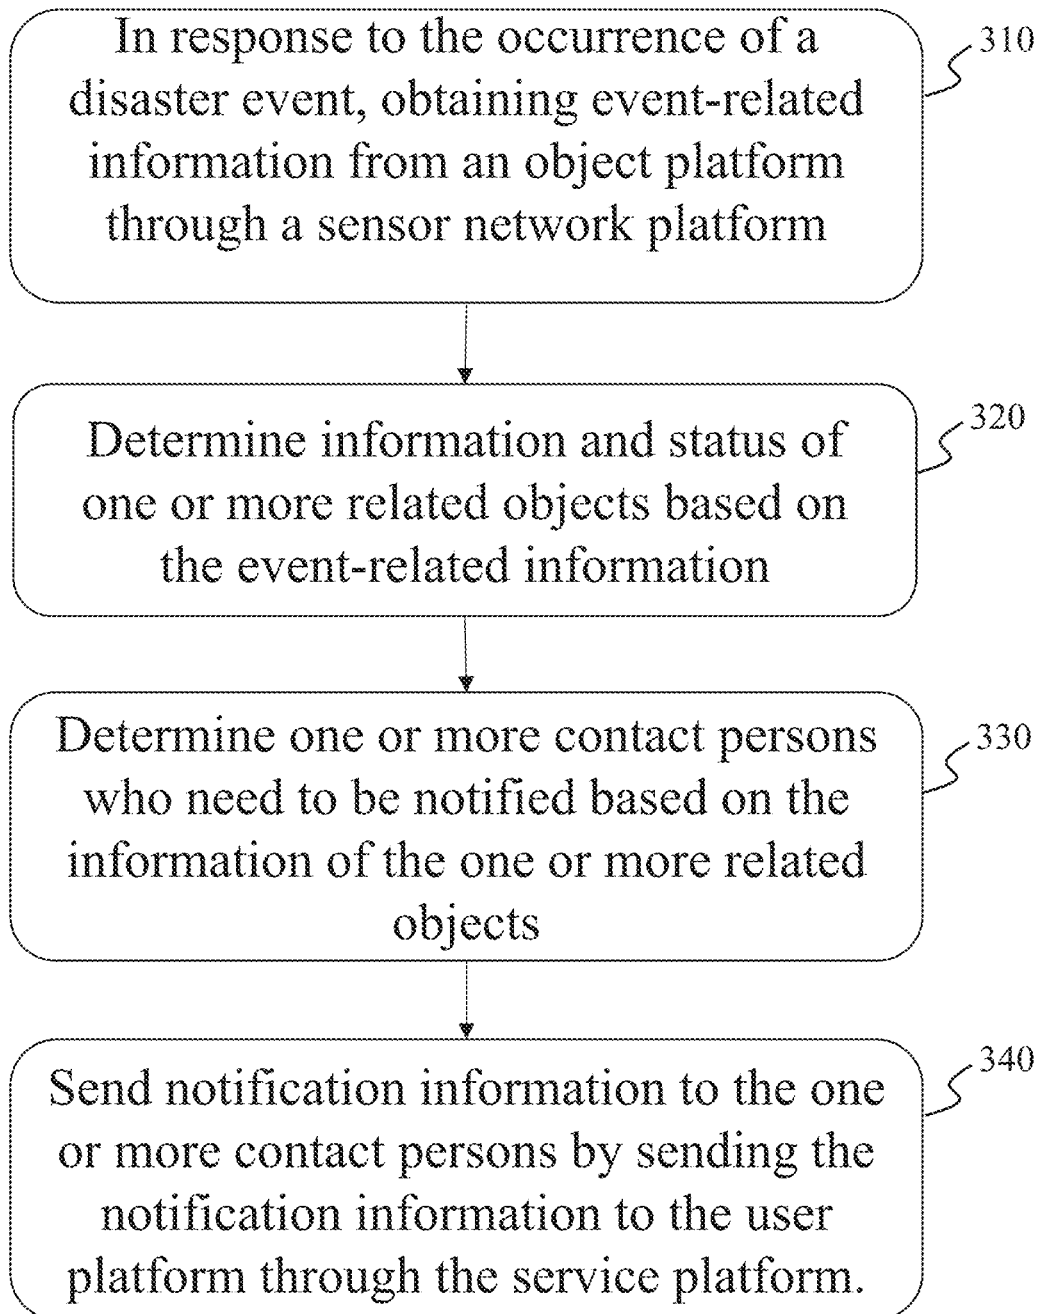 In response to the occurrence of a
disaster event, obtaining event-related
information from an object platform
through a sensor network platform
310
Determine information and status of
one or more related objects based on
the event-related information
320
Determine one or more contact persons
who need to be notified based on the
information of the one or more related
objects
330
Send notification information to the one
or more contact persons by sending the
notification information to the user
platform through the service platform.
340